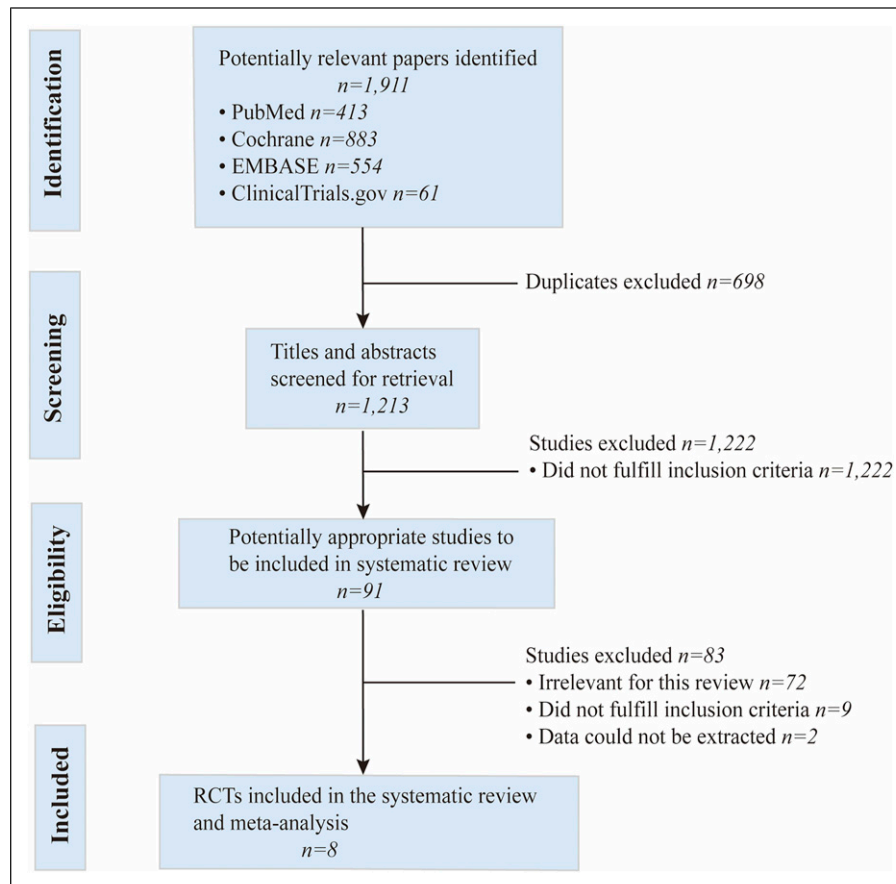 Identification
Potentially relevant papers identified
n=1,911
• PubMed n=413
• Cochrane n=883
• EMBASE n=554
• ClinicalTrials.gov n=61
Duplicates excluded n=698
Screening
Titles and abstracts
screened for retrieval
n=1,213
Studies excluded n=1,222
• Did not fulfill inclusion criteria n=1,222
Eligibility
Potentially appropriate studies to
be included in systematic review
n=91
Studies excluded n=83
• Irrelevant for this review n=72
• Did not fulfill inclusion criteria n=9
• Data could not be extracted n=2
Included
RCTs included in the systematic review
and meta-analysis
n=8